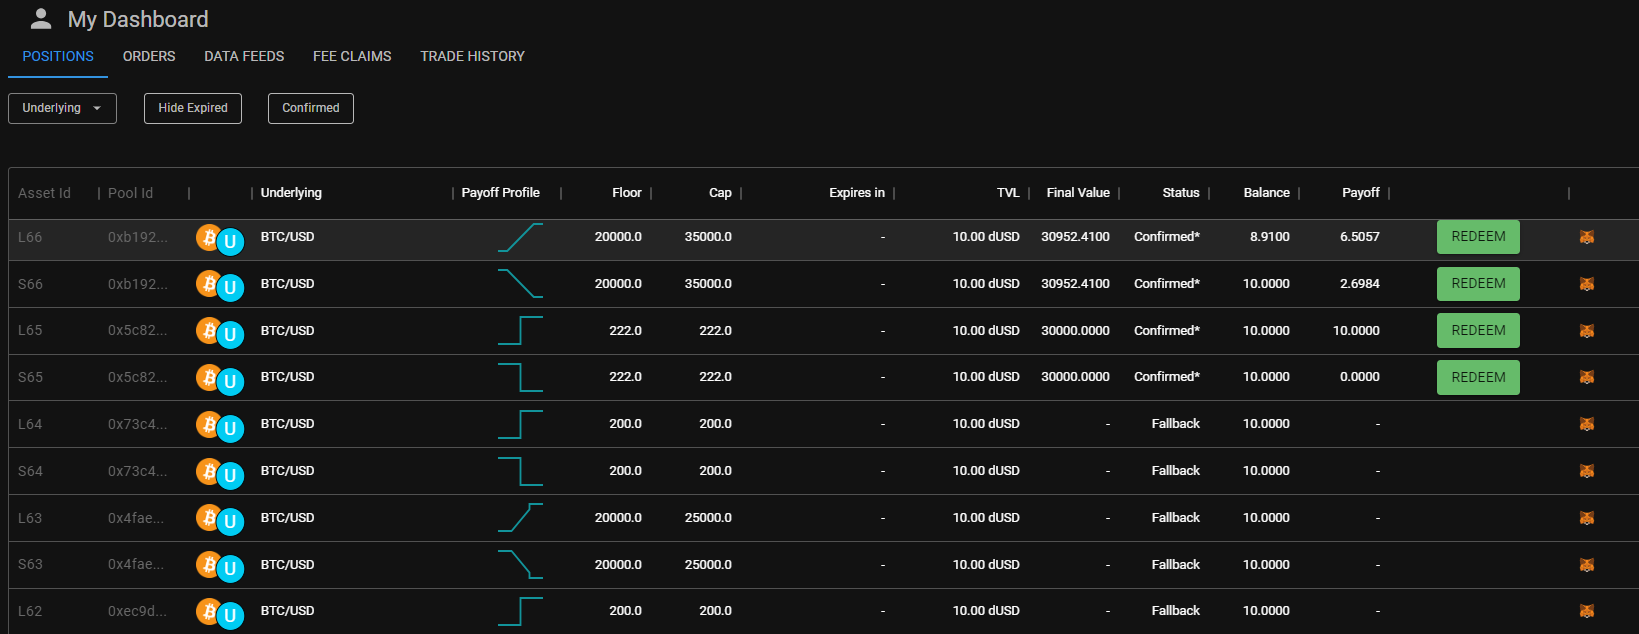 My Dashboard
POSITIONS ORDERS DATA FEEDS FEE CLAIMS TRADE HISTORY
Underlying Hide Expired Confirmed
Asset Id Pool Id Underlying Payoff Profile Floor Cap Expires in TVL Final Value Status Balance Payoff
L66 0xb192... U BTC/USD 20000.0 35000.0 - 10.00 dUSD 30952.4100 Confirmed* 8.9100 6.5057 REDEEM
S66 0xb192... U BTC/USD 20000.0 35000.0 - 10.00 dUSD 30952.4100 Confirmed* 10.0000 2.6984 REDEEM
L65 0x5c82... U BTC/USD 222.0 222.0 - 10.00 dUSD 30000.0000 Confirmed* 10.0000 10.0000 REDEEM
S65 0x5c82... U BTC/USD 222.0 222.0 - 10.00 dUSD 30000.0000 Confirmed* 10.0000 0.0000 REDEEM
L64 0x73c4... U BTC/USD 200.0 200.0 - 10.00 dUSD - Fallback 10.0000 -
S64 0x73c4... U BTC/USD 200.0 200.0 - 10.00 dUSD - Fallback 10.0000 -
L63 0x4fae... U BTC/USD 20000.0 25000.0 - 10.00 dUSD - Fallback 10.0000 -
S63 0x4fae... U BTC/USD 20000.0 25000.0 - 10.00 dUSD - Fallback 10.0000 -
L62 0xec9d... U BTC/USD 200.0 200.0 - 10.00 dUSD - Fallback 10.0000 -